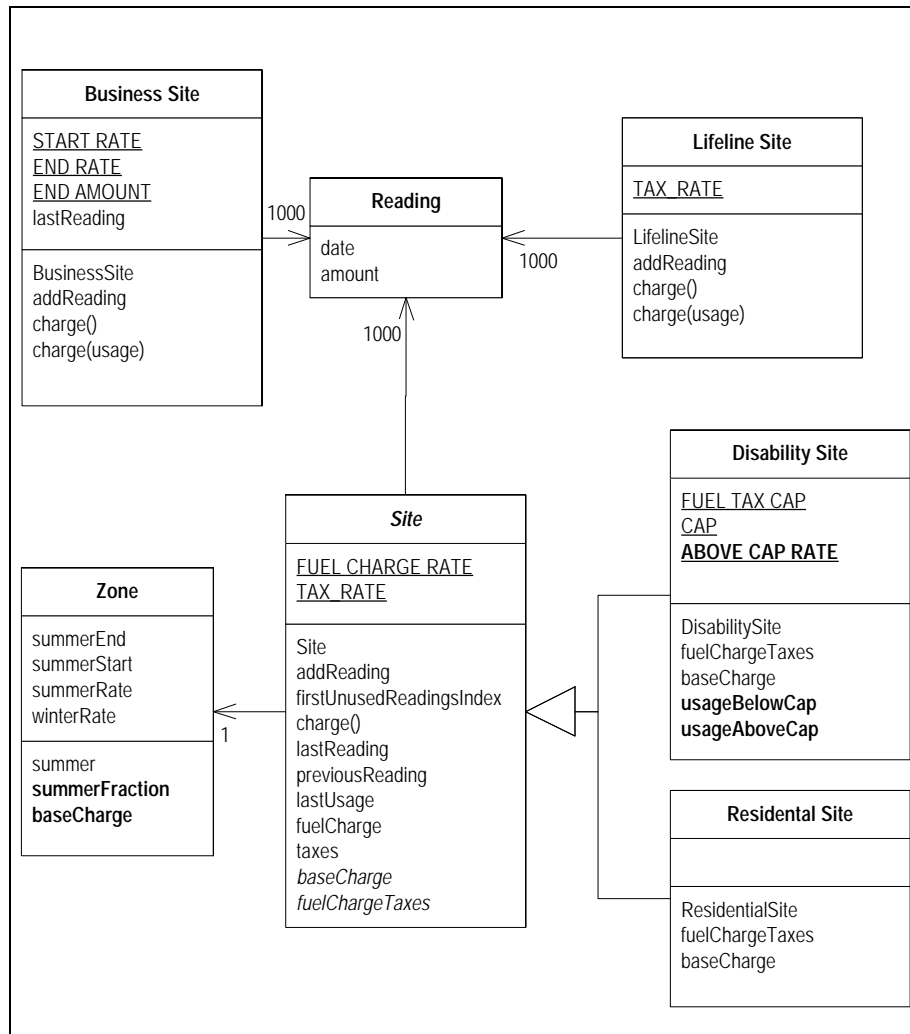 Business Site
START RATE
END RATE
END AMOUNT
lastReading
BusinessSite
addReading
charge()
charge(usage)
1000
Reading
date
amount
1000
Lifeline Site
TAX_RATE
LifelineSite
addReading
charge()
charge(usage)
1000
Disability Site
FUEL TAX CAP
CAP
ABOVE CAP RATE
DisabilitySite
fuelChargeTaxes
baseCharge
usageBelowCap
usageAboveCap
Site
FUEL CHARGE RATE
TAX_RATE
Site
addReading
firstUnusedReadingsIndex
charge()
lastReading
previousReading
lastUsage
fuelCharge
taxes
baseCharge
fuelChargeTaxes
Zone
summerEnd
summerStart
summerRate
winterRate
summer
summerFraction
baseCharge
1
Residental Site
ResidentialSite
fuelChargeTaxes
baseCharge